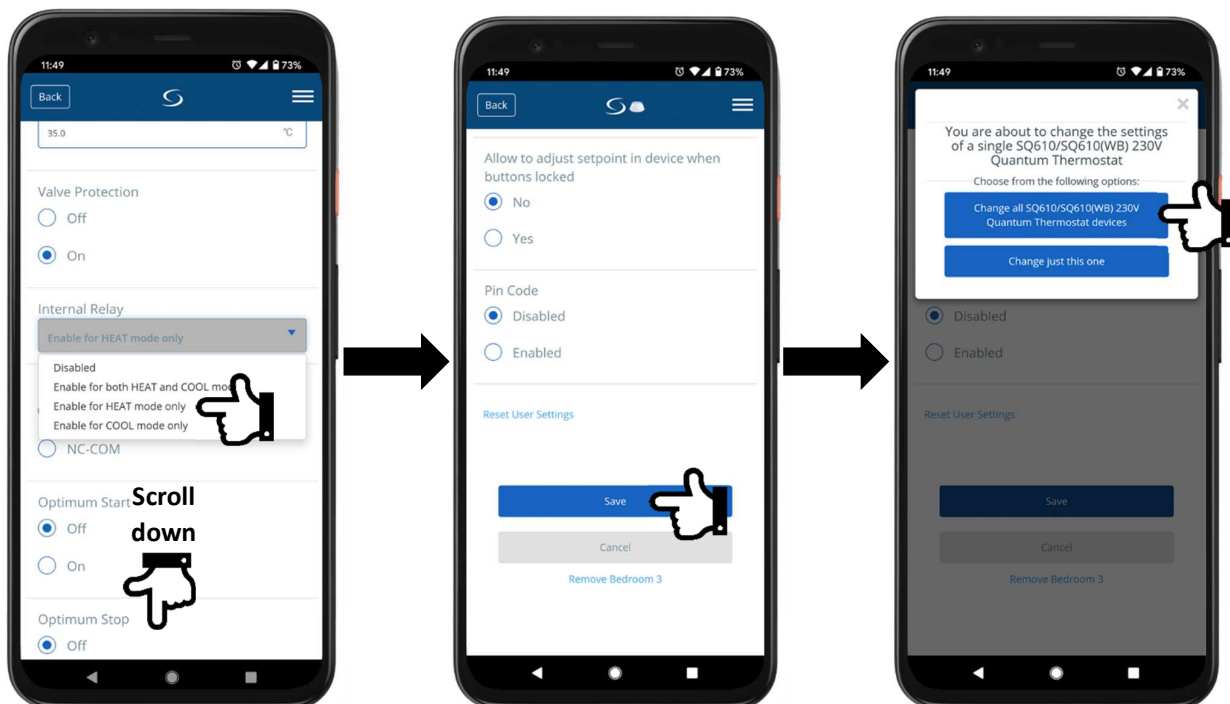 11:49
73%
Back
35.0
°C
Valve Protection
Off
On
Internal Relay
Enable for HEAT mode only
Disabled
Enable for both HEAT and COOL
Enable for HEAT mode only
Enable for COOL mode only
NC-COM
Optimum Start
Off
On
Scroll
down
Optimum Stop
Off
11:49
73%
Back
Allow to adjust setpoint in device when
buttons locked
No
Yes
Pin Code
Disabled
Enabled
Reset User Settings
Save
Cancel
Remove Bedroom 3
11:49
73%
You are about to change the settings
of a single SQ610/SQ610(WB) 230V
Quantum Thermostat
Choose from the following options:
Change all SQ610/SQ610(WB) 230V
Quantum Thermostat devices
Change just this one
Disabled
Enabled
Reset User Settings
Save
Cancel
Remove Bedroom 3